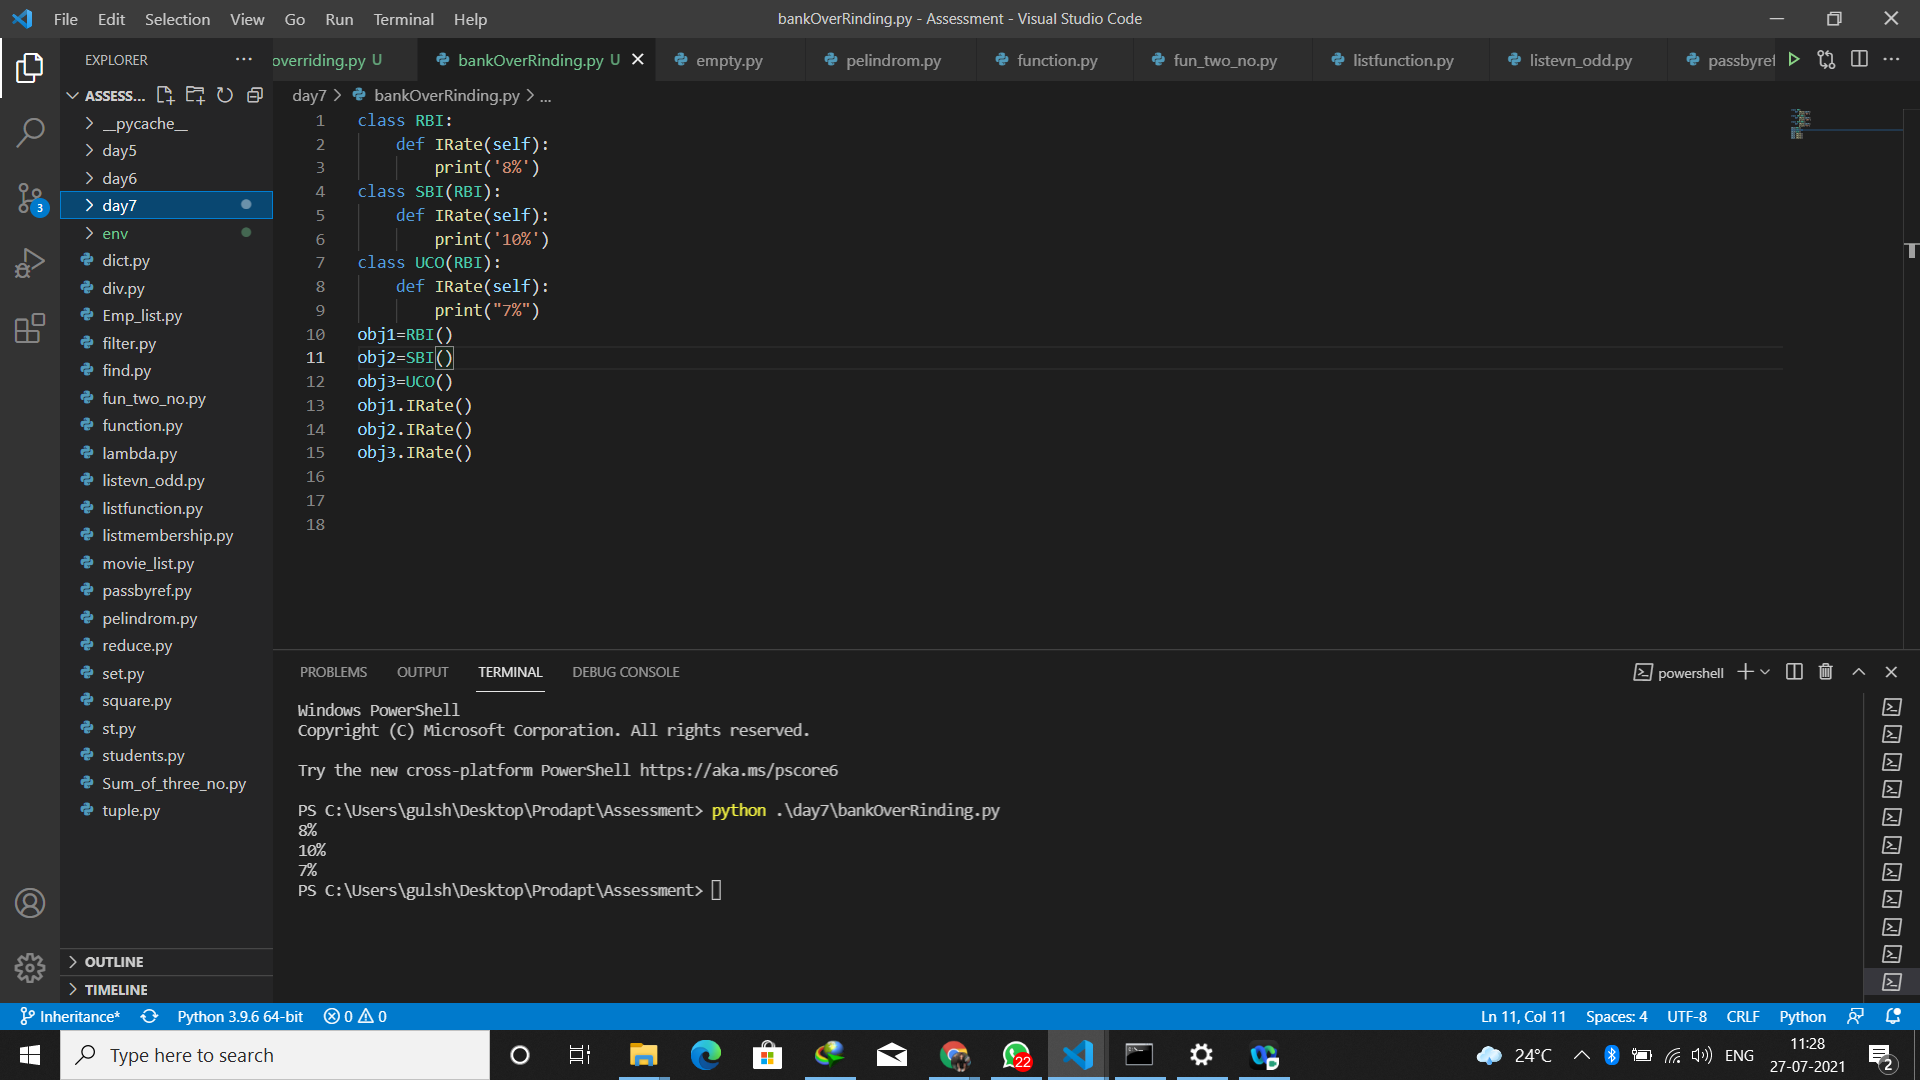 File Edit Selection View Go Run Terminal Help
bankOverRinding.py - Assessment - Visual Studio Code
EXPLORER
overriding.py U
bankOverRinding.py U
empty.py
pelindrom.py
function.py
fun_two_no.py
listfunction.py
listevn_odd.py
passbyref
ASSESS...
__pycache__
day5
day6
day7
env
dict.py
div.py
Emp_list.py
filter.py
find.py
fun_two_no.py
function.py
lambda.py
listevn_odd.py
listfunction.py
listmembership.py
movie_list.py
passbyref.py
pelindrom.py
reduce.py
set.py
square.py
st.py
students.py
Sum_of_three_no.py
tuple.py
OUTLINE
TIMELINE
3
day7 > bankOverRinding.py > ...
1 class RBI:
2 def IRate(self):
3 print('8%')
4 class SBI(RBI):
5 def IRate(self):
6 print('10%')
7 class UCO(RBI):
8 def IRate(self):
9 print("7%")
10 obj1=RBI()
11 obj2=SBI()
12 obj3=UCO()
13 obj1.IRate()
14 obj2.IRate()
15 obj3.IRate()
16
17
18
PROBLEMS OUTPUT TERMINAL DEBUG CONSOLE
powershell
Windows PowerShell
Copyright (C) Microsoft Corporation. All rights reserved.
Try the new cross-platform PowerShell https://aka.ms/pscore6
PS C:\Users\gulsh\Desktop\Prodapt\Assessment> python .\day7\bankOverRinding.py
8%
10%
7%
PS C:\Users\gulsh\Desktop\Prodapt\Assessment>
Inheritance* Python 3.9.6 64-bit 0 0
Ln 11, Col 11 Spaces: 4 UTF-8 CRLF Python
Type here to search
22
24°C
ENG
11:28
27-07-2021
2